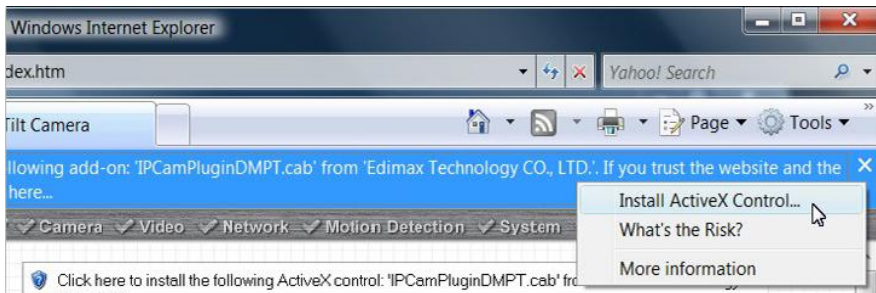 Windows Internet Explorer
dex.htm
Yahoo! Search
Tilt Camera
Page
Tools
llowing add-on: 'IPCamPluginDMPT.cab' from 'Edimax Technology CO., LTD.'. If you trust the website and the
here...
Install ActiveX Control...
What's the Risk?
More information
Camera Video Network Motion Detection System
Click here to install the following ActiveX control: 'IPCamPluginDMPT.cab'